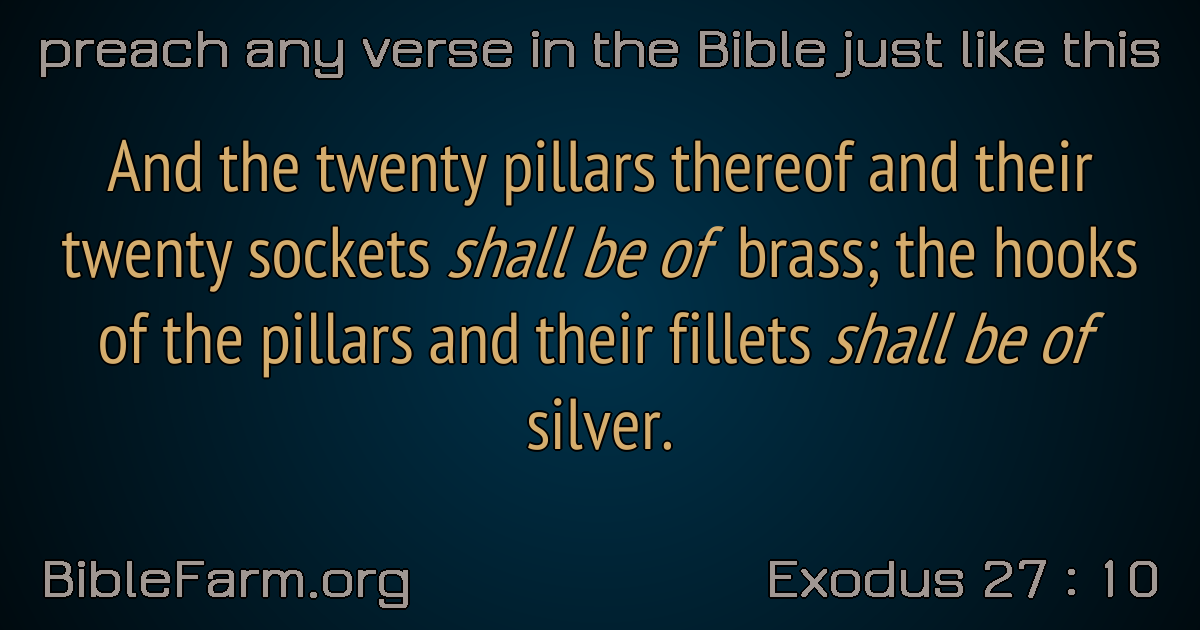 preach any verse in the Bible just like this
And the twenty pillars thereof and their
twenty sockets shall be of brass; the hooks
of the pillars and their fillets shall be of
silver.
BibleFarm.org
Exodus 27 : 10